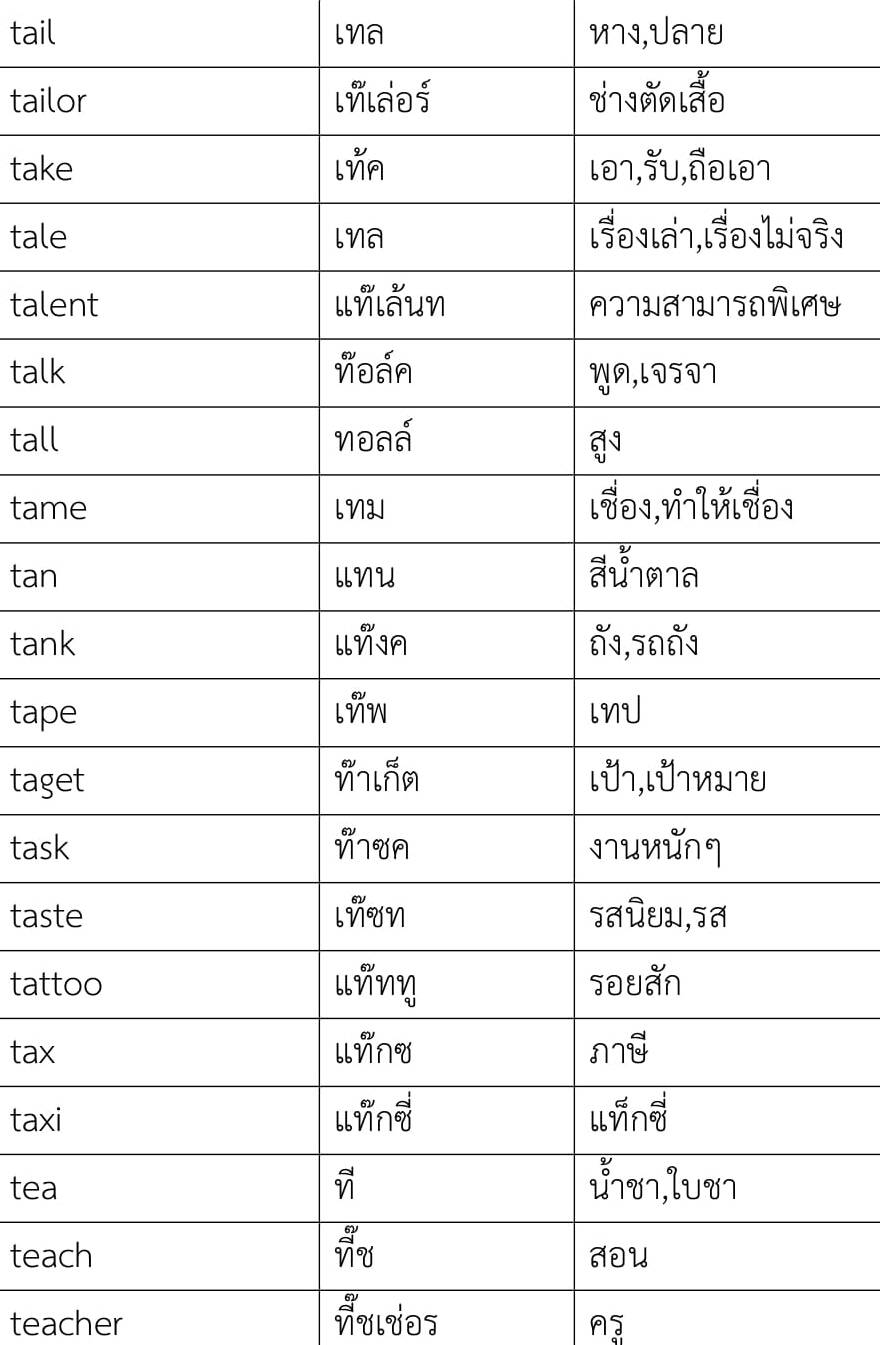 tail เทล หาง,ปลาย
tailor เท๊เล่อร์ ช่างตัดเสื้อ
take เท้ค เอา,รับ,ถือเอา
tale เทล เรื่องเล่า,เรื่องไม่จริง
talent แท๊เล้นท ความสามารถพิเศษ
talk ท๊อล์ค พูด,เจรจา
tall ทอลล์ สูง
tame เทม เชื่อง,ทำให้เชื่อง
tan แทน สีน้ำตาล
tank แท๊งค ถัง,รถถัง
tape เท๊พ เทป
taget ท๊าเก็ต เป้า,เป้าหมาย
task ท๊าซค งานหนักๆ
taste เท๊ซท รสนิยม,รส
tattoo แท๊ททู รอยสัก
tax แท๊กซ ภาษี
taxi แท๊กซี่ แท็กซี่
tea ที น้ำชา,ใบชา
teach ที๊ช สอน
teacher ที๊ชเช่อร ครู